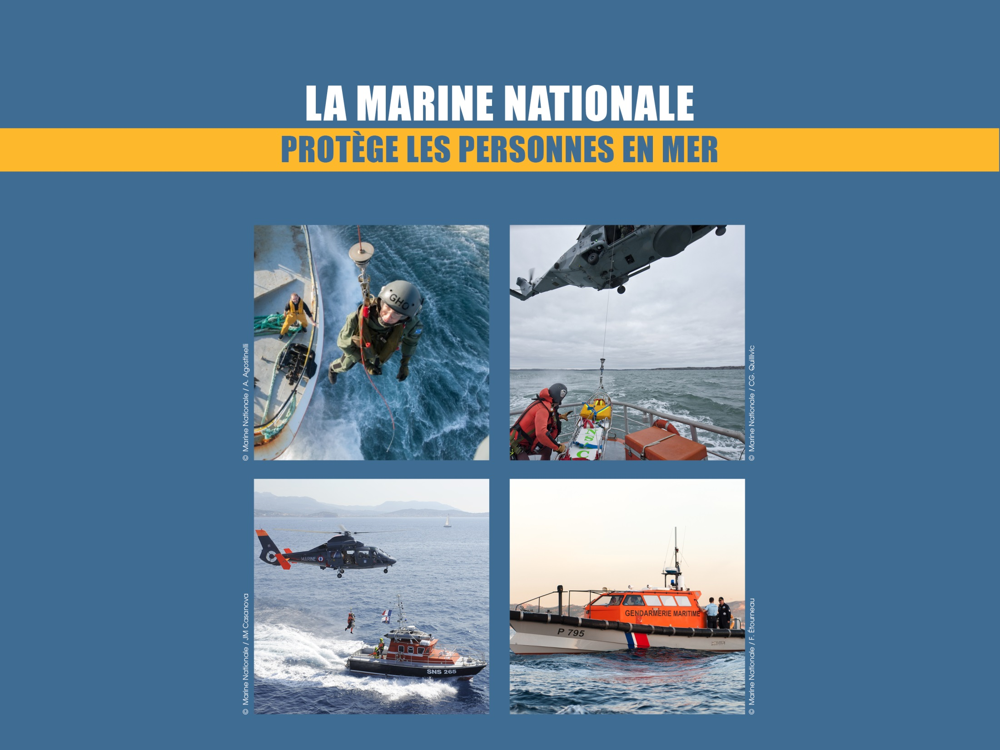 LA MARINE NATIONALE
PROTÈGE LES PERSONNES EN MER
© Marine Nationale / A. Agostinelli
GHO
N
S
C
© Marine Nationale / CG. Quillivic
© Marine Nationale / JM Casanova
81
MARINE
SNS 265
GENDARMERIE MARITIME
P 795
© Marine Nationale / F. Étourneau